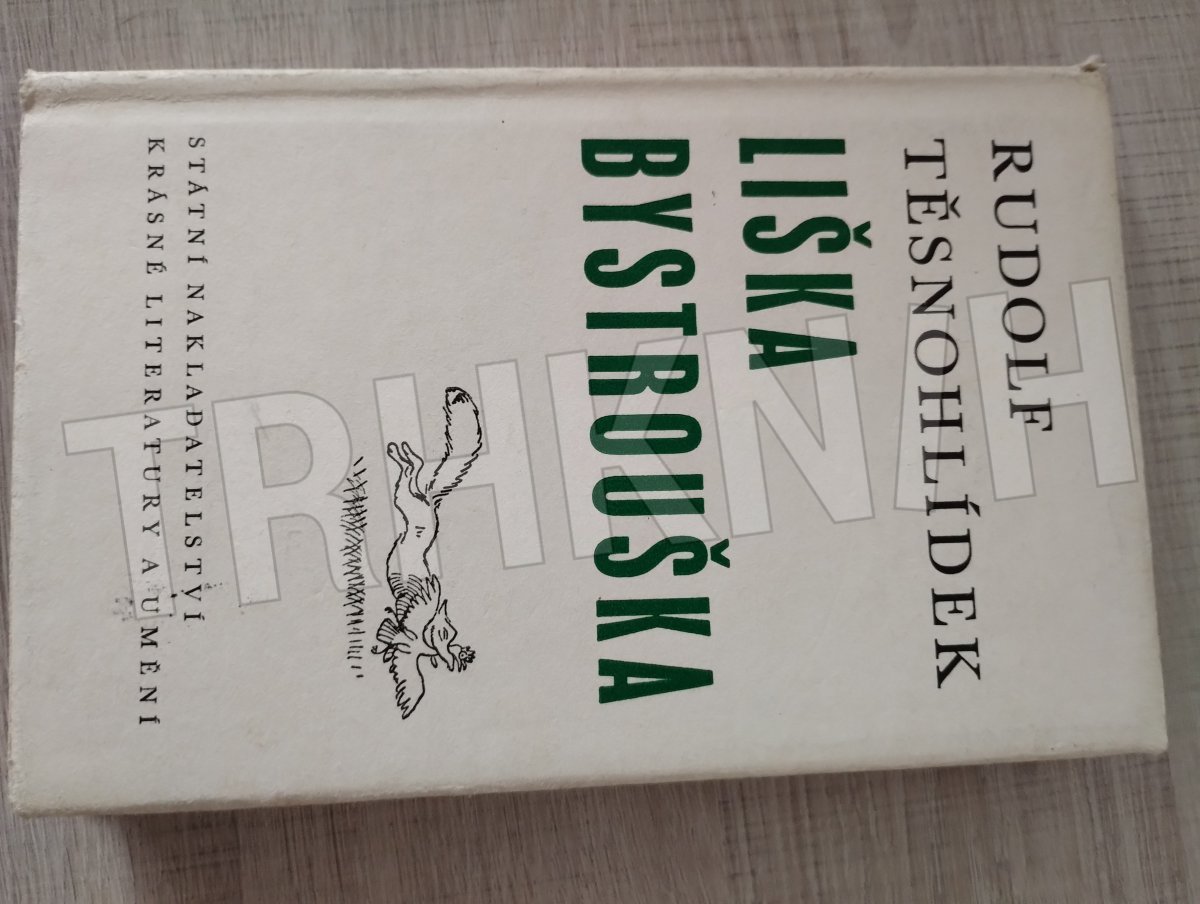 RUDOLF
TĚSNOHLÍDEK
LIŠKA
BYSTROUŠKA
STÁTNÍ NAKLADATELSTVÍ
KRÁSNÉ LITERATURY A UMĚNÍ
TRHKNIH